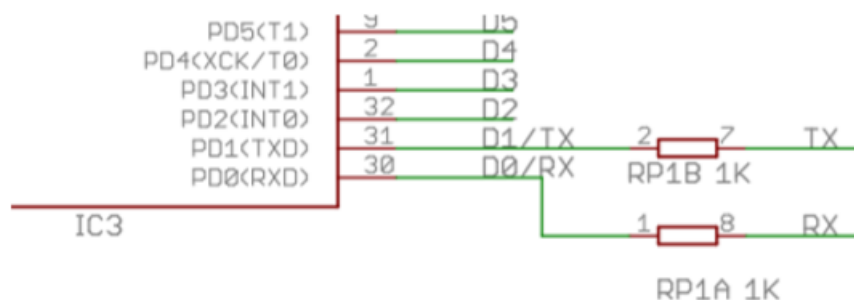 PD5(T1) 9 D5
PD4(XCK/T0) 2 D4
PD3(INT1) 1 D3
PD2(INT0) 32 D2
PD1(TXD) 31 D1/TX 2 7 TX
PD0(RXD) 30 D0/RX RP1B 1K
IC3 1 8 RX
RP1A 1K